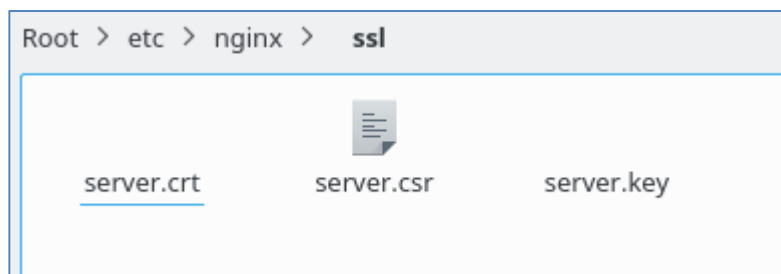 Root > etc > nginx > ssl
server.crt server.csr server.key